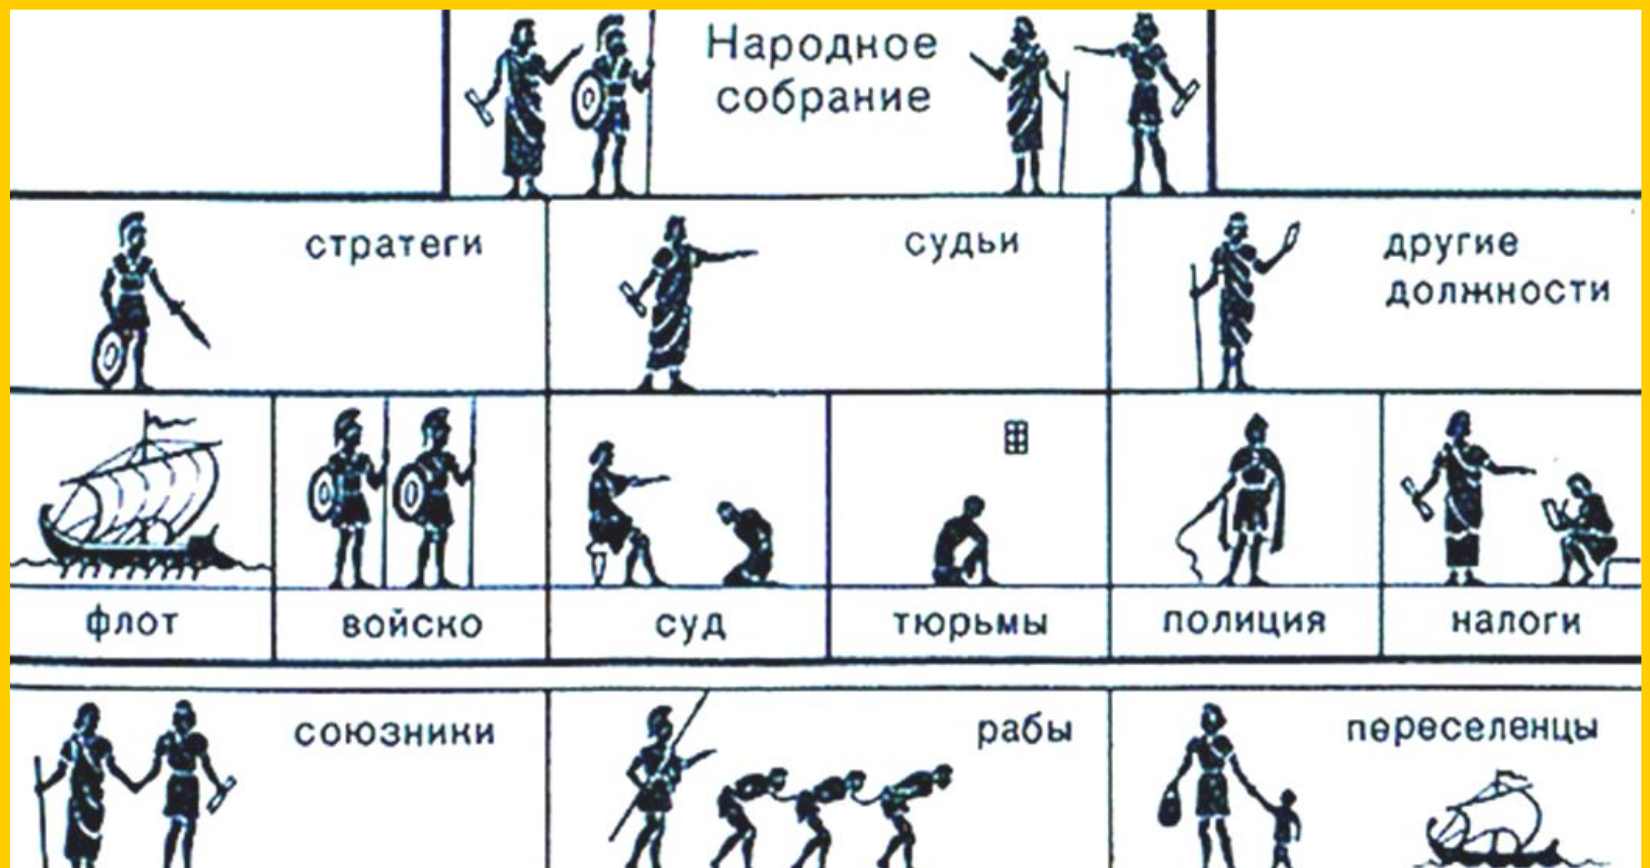 Народное
собрание
стратеги
судьи
другие
должности
флот
войско
суд
тюрьмы
полиция
налоги
союзники
рабы
переселенцы